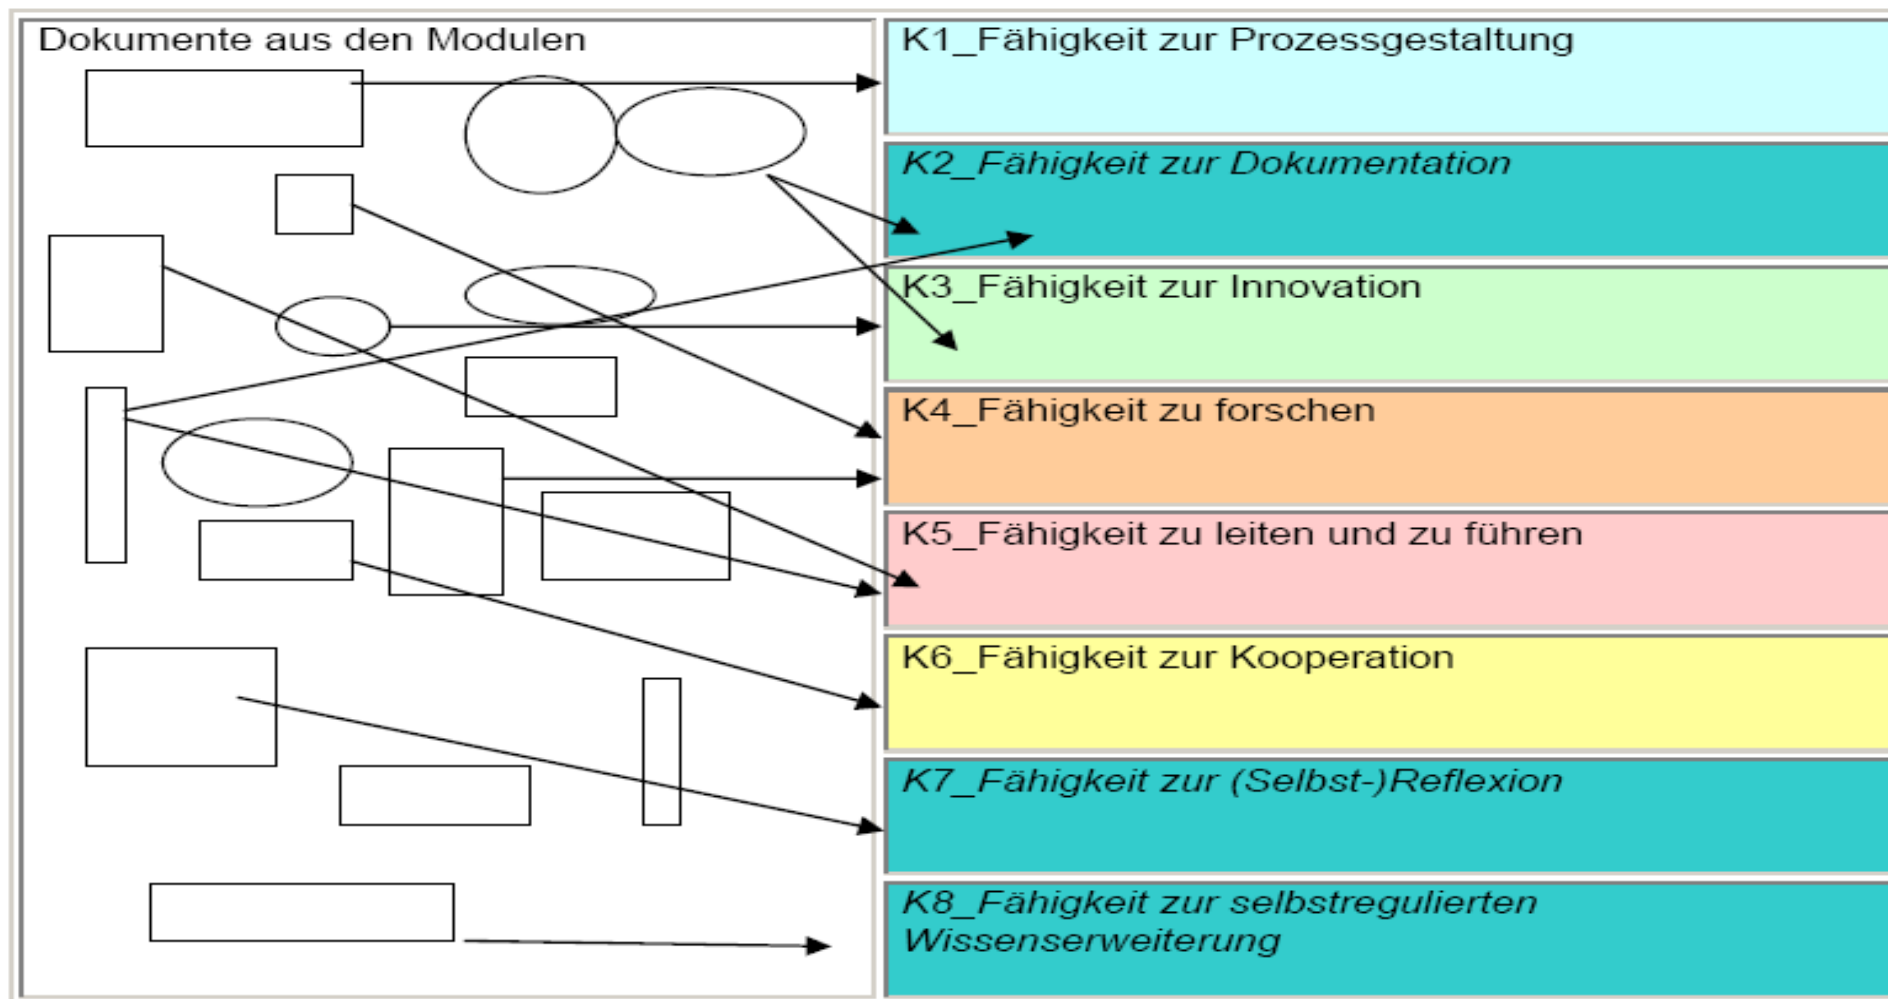 Dokumente aus den Modulen
K1_Fähigkeit zur Prozessgestaltung
K2_Fähigkeit zur Dokumentation
K3_Fähigkeit zur Innovation
K4_Fähigkeit zu forschen
K5_Fähigkeit zu leiten und zu führen
K6_Fähigkeit zur Kooperation
K7_Fähigkeit zur (Selbst-)Reflexion
K8_Fähigkeit zur selbstregulierten
Wissenserweiterung